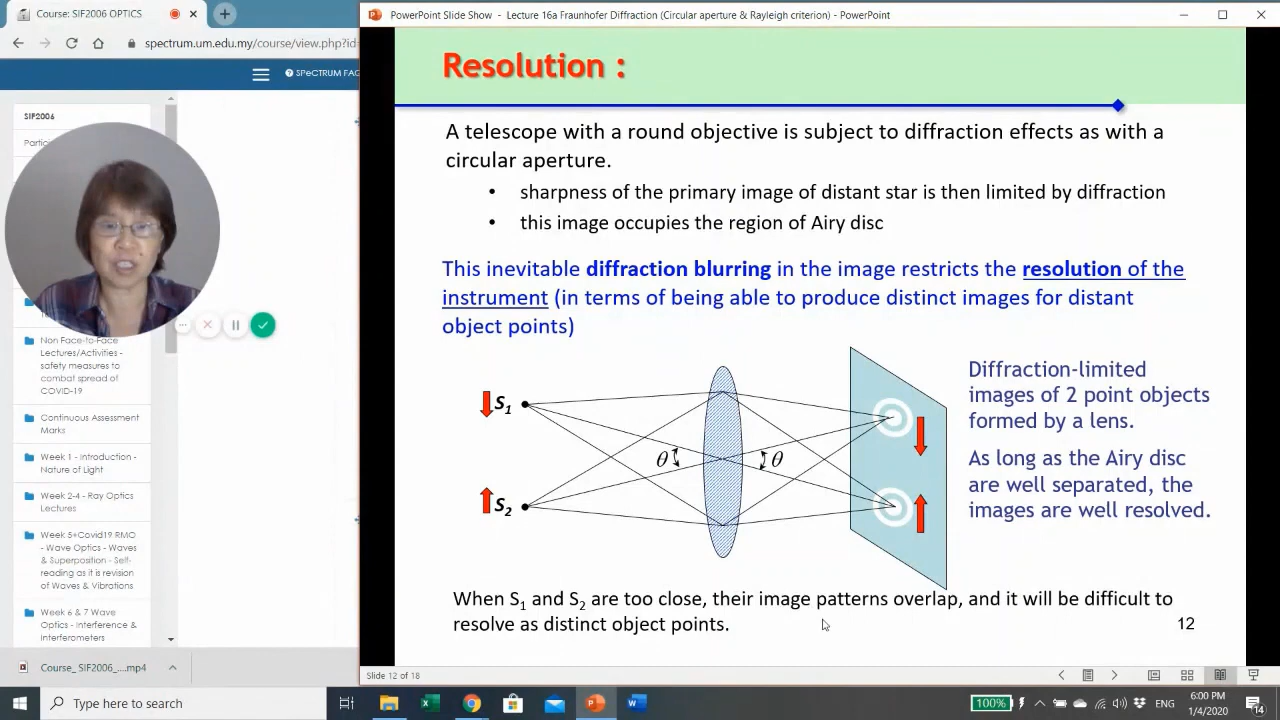 SIF2006 OPTICS
PowerPoint Slide Show - Lecture 16a Fraunhofer Diffraction (Circular aperture & Rayleigh criterion) - PowerPoint
spectrum.um.edu.my/course/view.php?id=
SPeCTRUM FAQ
SIF2006
Partici
Non Face-to-Face
Lectures/Activities -
safety measures to
combat spread of
COVID-19
Continuous Assessment
Marks
Week 1 - Introduction -
Nature of Light
Week 2-4 - Ray Optics
Lectures
Week 5+Covid19 RMO
- Wave Optics - Waves
& Superposition - Self-
reading as it is revision
of Waves & Vibrations
Week 6 & 7 Wave
Optics - Interference &
Interferometers
Resolution :
A telescope with a round objective is subject to diffraction effects as with a
circular aperture.
• sharpness of the primary image of distant star is then limited by diffraction
• this image occupies the region of Airy disc
This inevitable diffraction blurring in the image restricts the resolution of the
instrument (in terms of being able to produce distinct images for distant
object points)
S1
θ
θ
S2
Diffraction-limited
images of 2 point objects
formed by a lens.
As long as the Airy disc
are well separated, the
images are well resolved.
When S1 and S2 are too close, their image patterns overlap, and it will be difficult to
resolve as distinct object points.
12
Course_ SIF2006_....mp4
Slide 12 of 18
Type here to search
100%
ENG
6:00 PM
1/4/2020
14